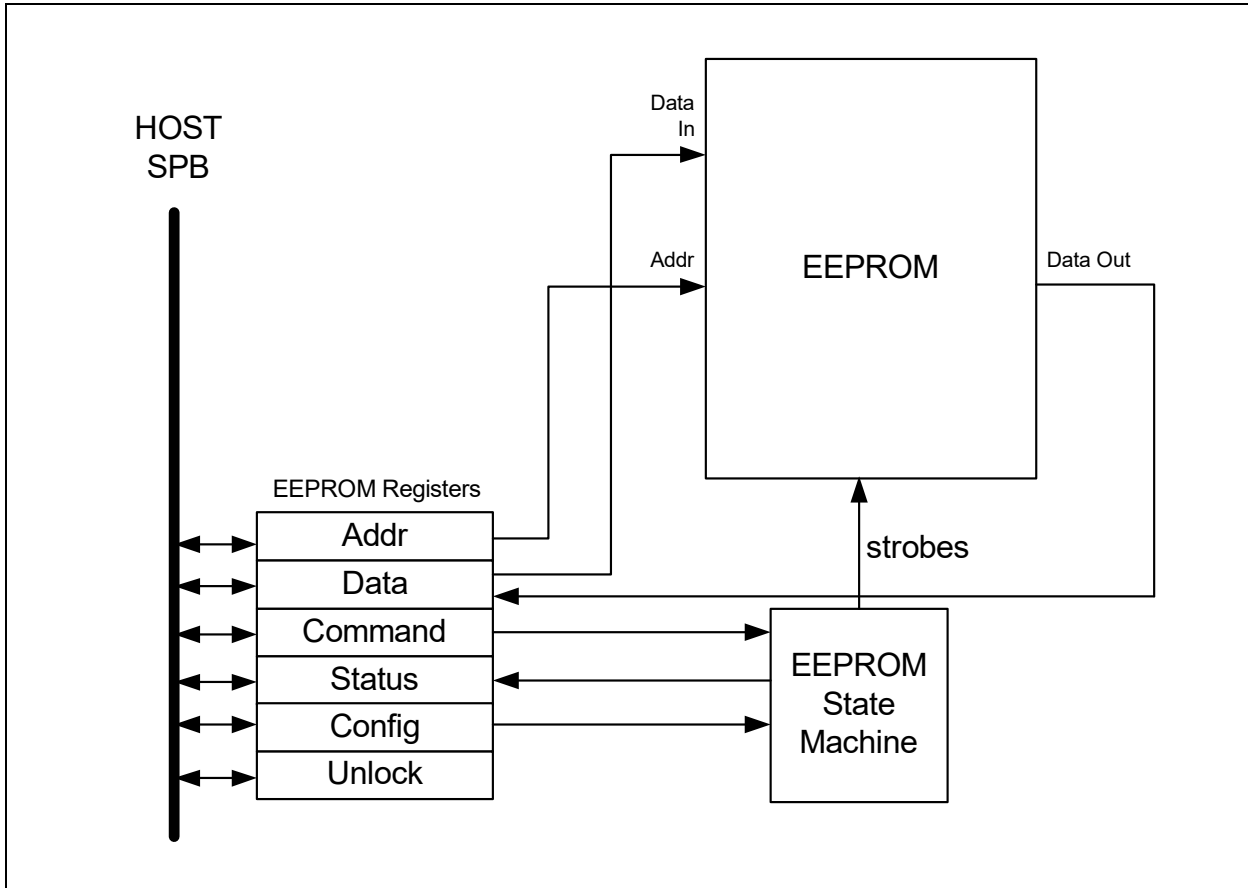 HOST
SPB
Data
In
Addr
EEPROM
Data Out
EEPROM Registers
Addr
Data
Command
Status
Config
Unlock
strobes
EEPROM
State
Machine